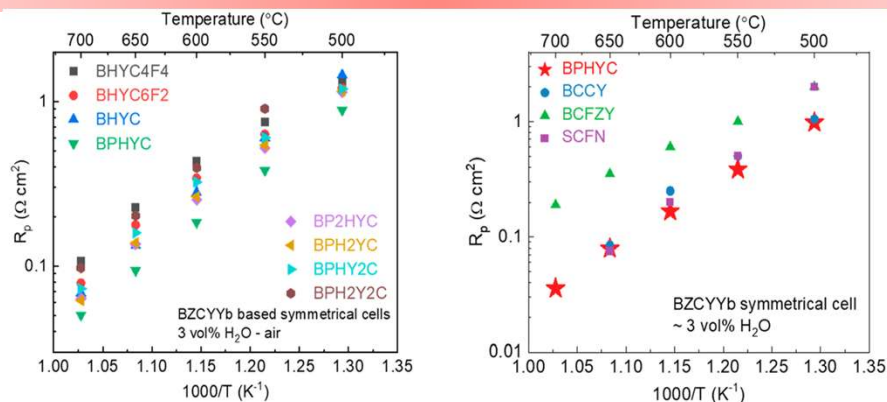 Temperature (°C)
700 650 600 550 500
BHYC4F4
BHYC6F2
BHYC
BPHYC
BP2HYC
BPH2YC
BPHY2C
BPH2Y2C
BZCYYb based symmetrical cells
3 vol% H₂O - air
1
0.1
Rₚ (Ω cm²)
1.00 1.05 1.10 1.15 1.20 1.25 1.30 1.35
1000/T (K⁻¹)
Temperature (°C)
700 650 600 550 500
BPHYC
BCCY
BCFZY
SCFN
BZCYYb symmetrical cell
~ 3 vol% H₂O
1
0.1
0.01
Rₚ (Ω cm²)
1.00 1.05 1.10 1.15 1.20 1.25 1.30 1.35
1000/T (K⁻¹)